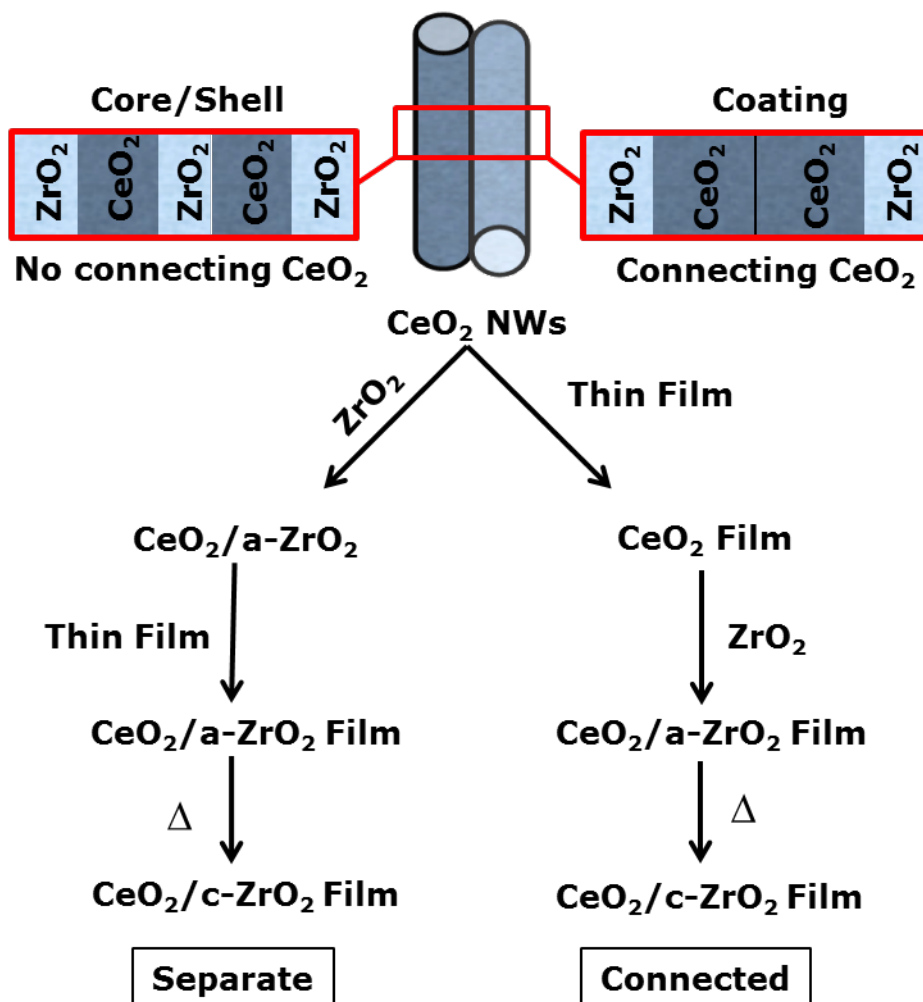 Core/Shell
Coating
ZrO₂ CeO₂ ZrO₂ CeO₂ ZrO₂
ZrO₂ CeO₂ CeO₂ ZrO₂
No connecting CeO₂
Connecting CeO₂
CeO₂ NWs
ZrO₂
Thin Film
CeO₂/a-ZrO₂
CeO₂ Film
Thin Film
ZrO₂
CeO₂/a-ZrO₂ Film
CeO₂/a-ZrO₂ Film
Δ
Δ
CeO₂/c-ZrO₂ Film
CeO₂/c-ZrO₂ Film
Separate
Connected